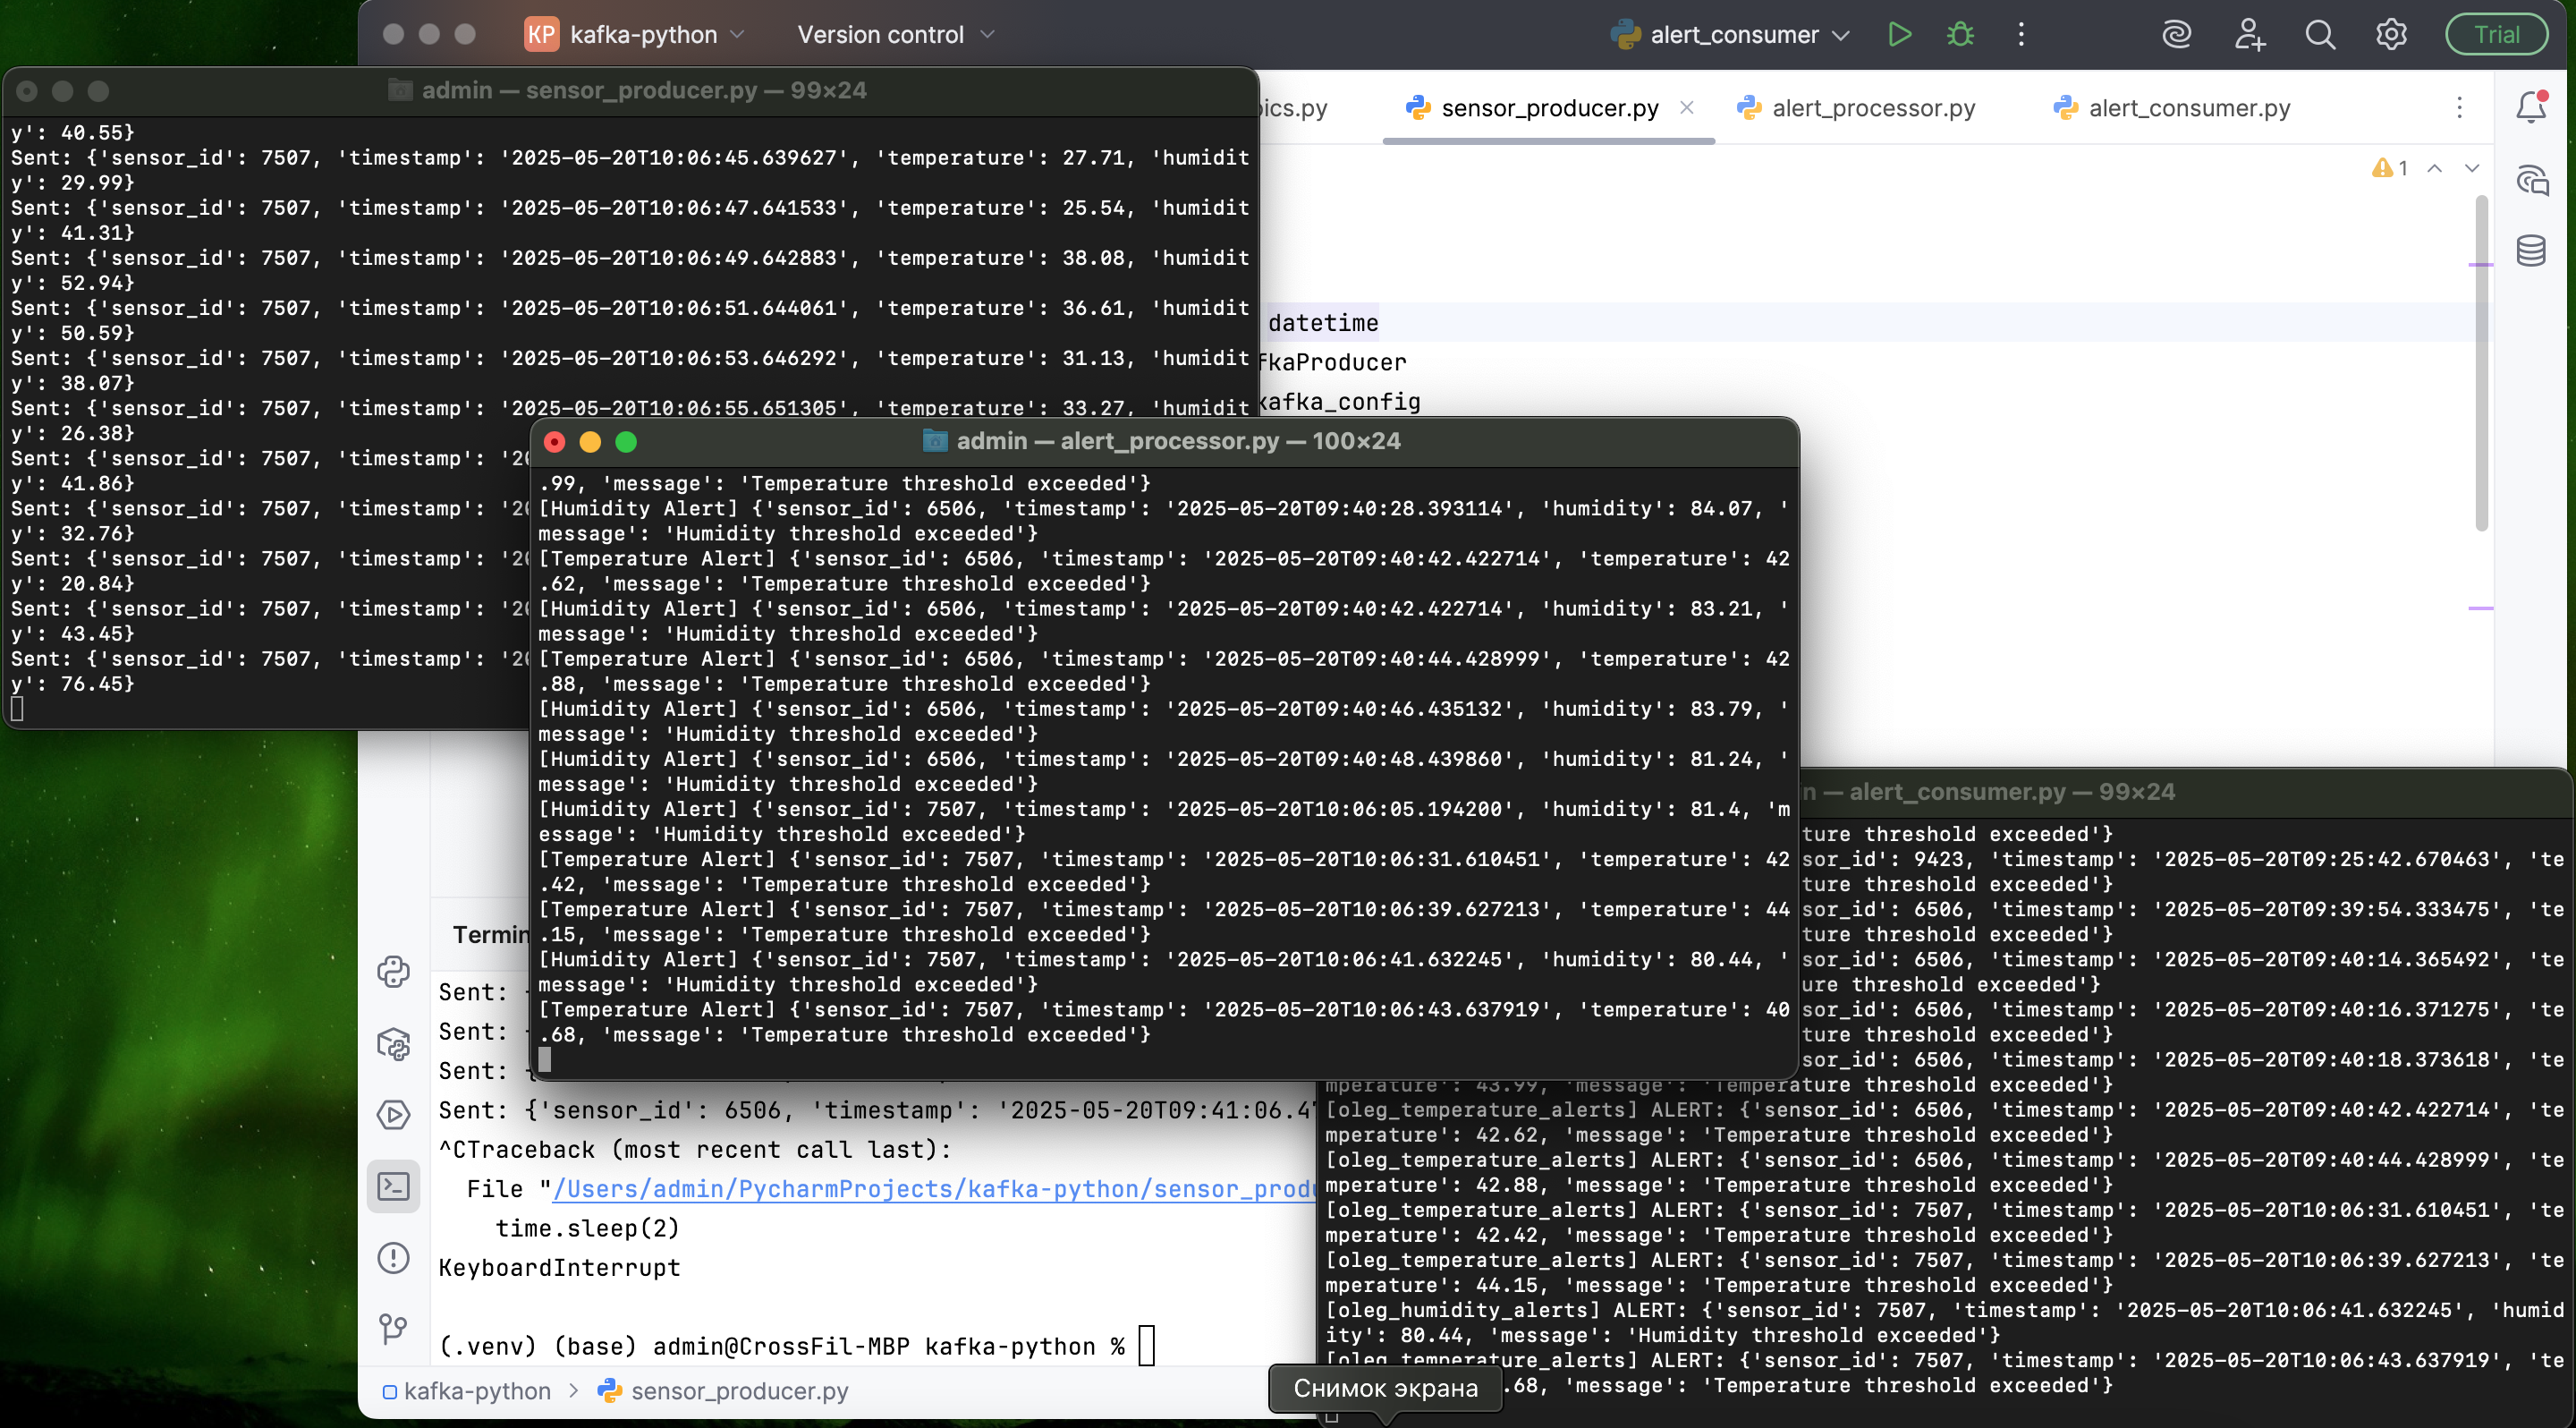 KP kafka-python
Version control
alert_consumer
Trial
admin — sensor_producer.py — 99×24
y': 40.55}
Sent: {'sensor_id': 7507, 'timestamp': '2025-05-20T10:06:45.639627', 'temperature': 27.71, 'humidit
y': 29.99}
Sent: {'sensor_id': 7507, 'timestamp': '2025-05-20T10:06:47.641533', 'temperature': 25.54, 'humidit
y': 41.31}
Sent: {'sensor_id': 7507, 'timestamp': '2025-05-20T10:06:49.642883', 'temperature': 38.08, 'humidit
y': 52.94}
Sent: {'sensor_id': 7507, 'timestamp': '2025-05-20T10:06:51.644061', 'temperature': 36.61, 'humidit
y': 50.59}
Sent: {'sensor_id': 7507, 'timestamp': '2025-05-20T10:06:53.646292', 'temperature': 31.13, 'humidit
y': 38.07}
Sent: {'sensor_id': 7507, 'timestamp': '2025-05-20T10:06:55.651305', 'temperature': 33.27, 'humidit
y': 26.38}
Sent: {'sensor_id': 7507, 'timestamp': '20
y': 41.86}
Sent: {'sensor_id': 7507, 'timestamp': '20
y': 32.76}
Sent: {'sensor_id': 7507, 'timestamp': '20
y': 20.84}
Sent: {'sensor_id': 7507, 'timestamp': '20
y': 43.45}
Sent: {'sensor_id': 7507, 'timestamp': '20
y': 76.45}
ics.py
sensor_producer.py
alert_processor.py
alert_consumer.py
1
datetime
fkaProducer
kafka_config
admin — alert_processor.py — 100×24
.99, 'message': 'Temperature threshold exceeded'}
[Humidity Alert] {'sensor_id': 6506, 'timestamp': '2025-05-20T09:40:28.393114', 'humidity': 84.07, '
message': 'Humidity threshold exceeded'}
[Temperature Alert] {'sensor_id': 6506, 'timestamp': '2025-05-20T09:40:42.422714', 'temperature': 42
.62, 'message': 'Temperature threshold exceeded'}
[Humidity Alert] {'sensor_id': 6506, 'timestamp': '2025-05-20T09:40:42.422714', 'humidity': 83.21, '
message': 'Humidity threshold exceeded'}
[Temperature Alert] {'sensor_id': 6506, 'timestamp': '2025-05-20T09:40:44.428999', 'temperature': 42
.88, 'message': 'Temperature threshold exceeded'}
[Humidity Alert] {'sensor_id': 6506, 'timestamp': '2025-05-20T09:40:46.435132', 'humidity': 83.79, '
message': 'Humidity threshold exceeded'}
[Humidity Alert] {'sensor_id': 6506, 'timestamp': '2025-05-20T09:40:48.439860', 'humidity': 81.24, '
message': 'Humidity threshold exceeded'}
[Humidity Alert] {'sensor_id': 7507, 'timestamp': '2025-05-20T10:06:05.194200', 'humidity': 81.4, 'm
essage': 'Humidity threshold exceeded'}
[Temperature Alert] {'sensor_id': 7507, 'timestamp': '2025-05-20T10:06:31.610451', 'temperature': 42
.42, 'message': 'Temperature threshold exceeded'}
[Temperature Alert] {'sensor_id': 7507, 'timestamp': '2025-05-20T10:06:39.627213', 'temperature': 44
.15, 'message': 'Temperature threshold exceeded'}
[Humidity Alert] {'sensor_id': 7507, 'timestamp': '2025-05-20T10:06:41.632245', 'humidity': 80.44, '
message': 'Humidity threshold exceeded'}
[Temperature Alert] {'sensor_id': 7507, 'timestamp': '2025-05-20T10:06:43.637919', 'temperature': 40
.68, 'message': 'Temperature threshold exceeded'}
n — alert_consumer.py — 99×24
ture threshold exceeded'}
sor_id': 9423, 'timestamp': '2025-05-20T09:25:42.670463', 'te
ture threshold exceeded'}
sor_id': 6506, 'timestamp': '2025-05-20T09:39:54.333475', 'te
ture threshold exceeded'}
sor_id': 6506, 'timestamp': '2025-05-20T09:40:14.365492', 'te
ure threshold exceeded'}
sor_id': 6506, 'timestamp': '2025-05-20T09:40:16.371275', 'te
ture threshold exceeded'}
sor_id': 6506, 'timestamp': '2025-05-20T09:40:18.373618', 'te
mperature': 43.99, 'message': 'Temperature threshold exceeded'}
[oleg_temperature_alerts] ALERT: {'sensor_id': 6506, 'timestamp': '2025-05-20T09:40:42.422714', 'te
mperature': 42.62, 'message': 'Temperature threshold exceeded'}
[oleg_temperature_alerts] ALERT: {'sensor_id': 6506, 'timestamp': '2025-05-20T09:40:44.428999', 'te
mperature': 42.88, 'message': 'Temperature threshold exceeded'}
[oleg_temperature_alerts] ALERT: {'sensor_id': 7507, 'timestamp': '2025-05-20T10:06:31.610451', 'te
mperature': 42.42, 'message': 'Temperature threshold exceeded'}
[oleg_temperature_alerts] ALERT: {'sensor_id': 7507, 'timestamp': '2025-05-20T10:06:39.627213', 'te
mperature': 44.15, 'message': 'Temperature threshold exceeded'}
[oleg_humidity_alerts] ALERT: {'sensor_id': 7507, 'timestamp': '2025-05-20T10:06:41.632245', 'humid
ity': 80.44, 'message': 'Humidity threshold exceeded'}
[oleg_temperature_alerts] ALERT: {'sensor_id': 7507, 'timestamp': '2025-05-20T10:06:43.637919', 'te
.68, 'message': 'Temperature threshold exceeded'}
Termin
Sent:
Sent:
Sent: {
Sent: {'sensor_id': 6506, 'timestamp': '2025-05-20T09:41:06.4
^CTraceback (most recent call last):
File "/Users/admin/PycharmProjects/kafka-python/sensor_produ
time.sleep(2)
KeyboardInterrupt
(.venv) (base) admin@CrossFil-MBP kafka-python %
kafka-python > sensor_producer.py
Снимок экрана